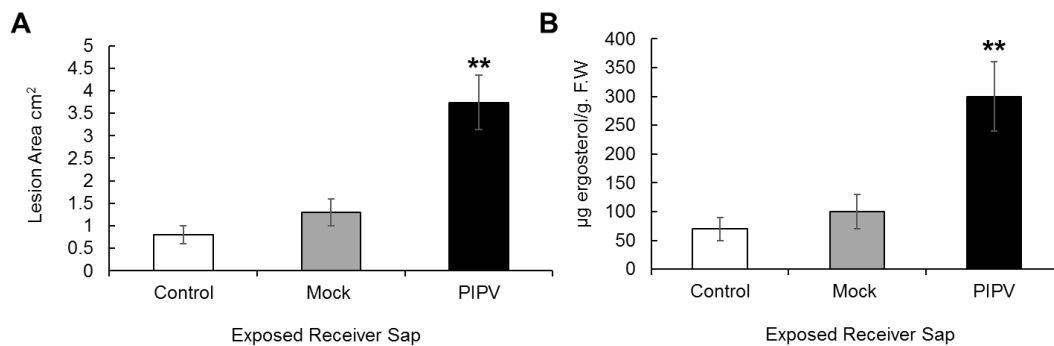 A
Lesion Area cm²
5
4.5
4
3.5
3
2.5
2
1.5
1
0.5
0
**
Control Mock PIPV
Exposed Receiver Sap
B
µg ergosterol/g. F.W
400
350
300
250
200
150
100
50
0
**
Control Mock PIPV
Exposed Receiver Sap